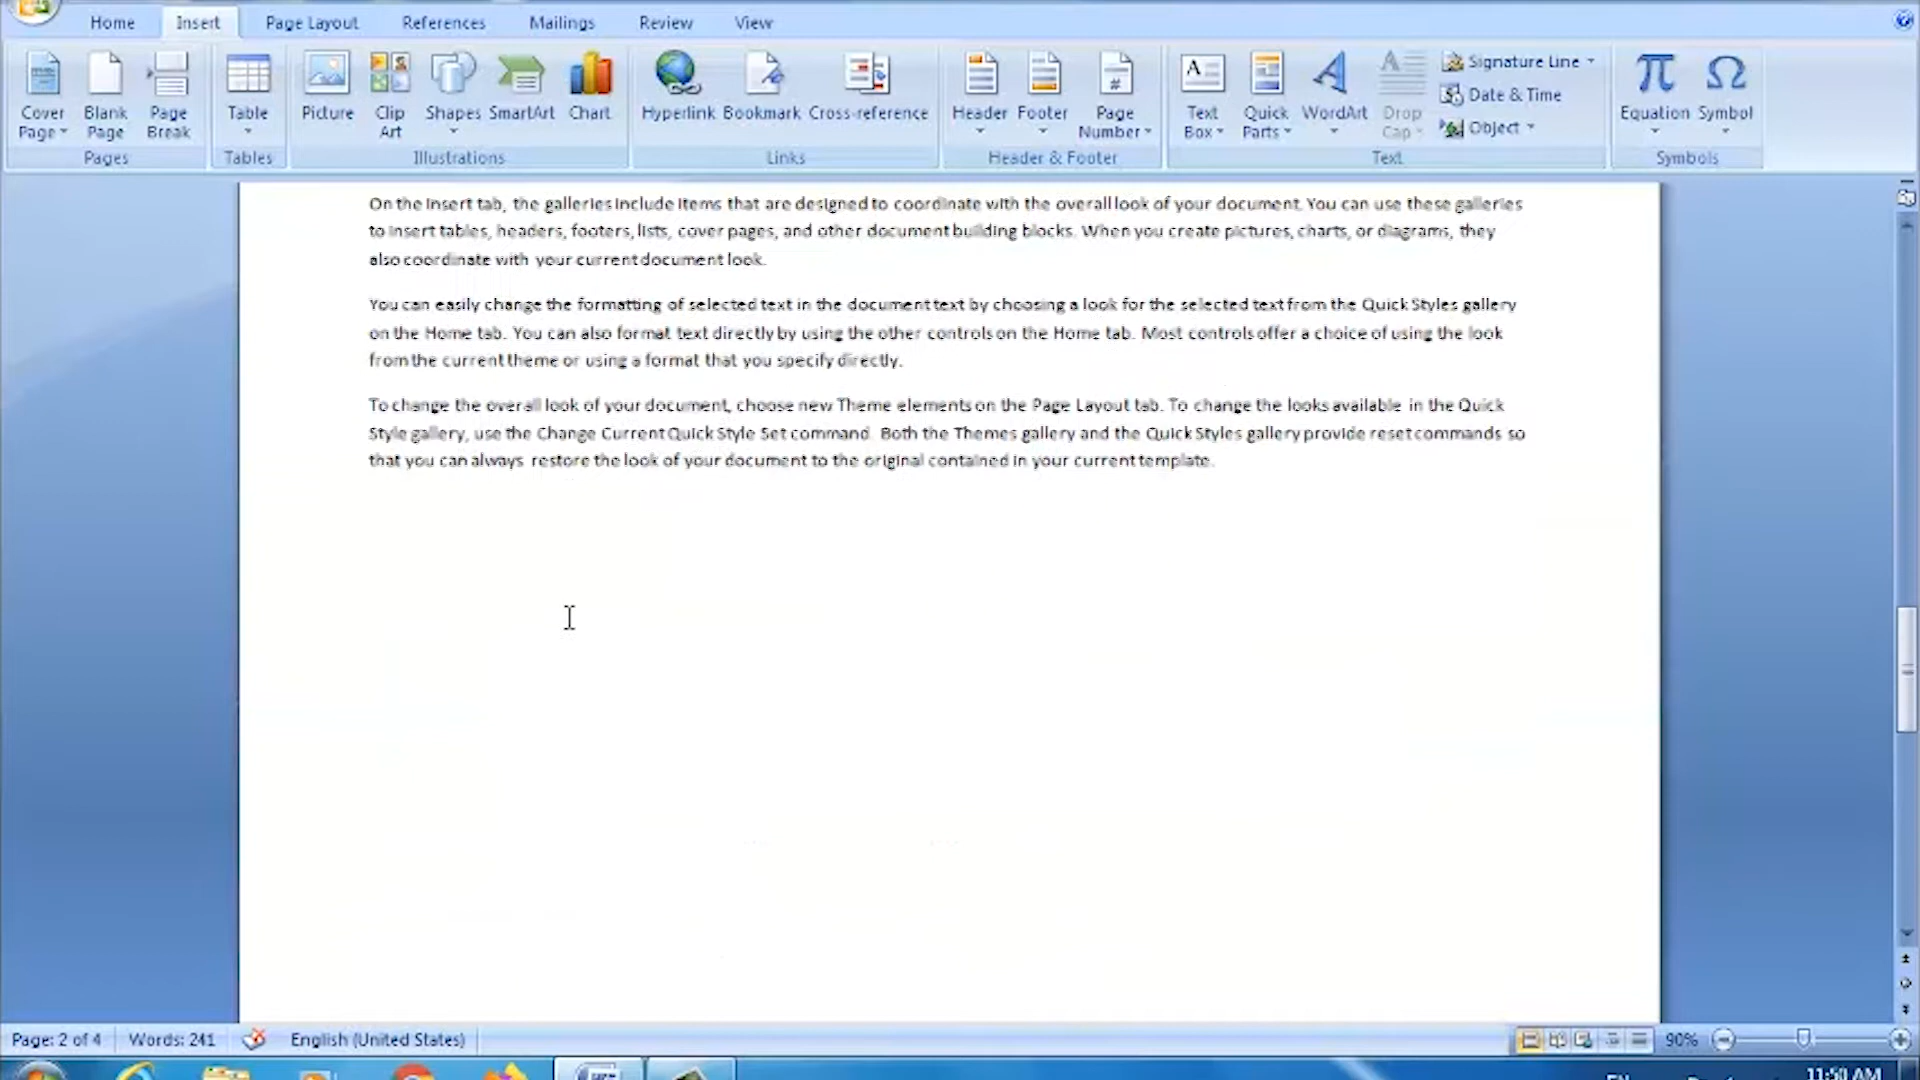 Home Insert Page Layout References Mailings Review View
Cover Page Blank Page Page Break Table Picture Clip Art Shapes SmartArt Chart Hyperlink Bookmark Cross-reference Header Footer Page Number Text Box Quick Parts WordArt Drop Cap Signature Line Date & Time Object Equation Symbol
Pages Tables Illustrations Links Header & Footer Text Symbols
On the Insert tab, the galleries include items that are designed to coordinate with the overall look of your document. You can use these galleries
to insert tables, headers, footers, lists, cover pages, and other document building blocks. When you create pictures, charts, or diagrams, they
also coordinate with your current document look.
You can easily change the formatting of selected text in the document text by choosing a look for the selected text from the Quick Styles gallery
on the Home tab. You can also format text directly by using the other controls on the Home tab. Most controls offer a choice of using the look
from the current theme or using a format that you specify directly.
To change the overall look of your document, choose new Theme elements on the Page Layout tab. To change the looks available in the Quick
Style gallery, use the Change Current Quick Style Set command. Both the Themes gallery and the Quick Styles gallery provide reset commands so
that you can always restore the look of your document to the original contained in your current template.
Page: 2 of 4 Words: 241 English (United States) 90%
EN 11:50 AM